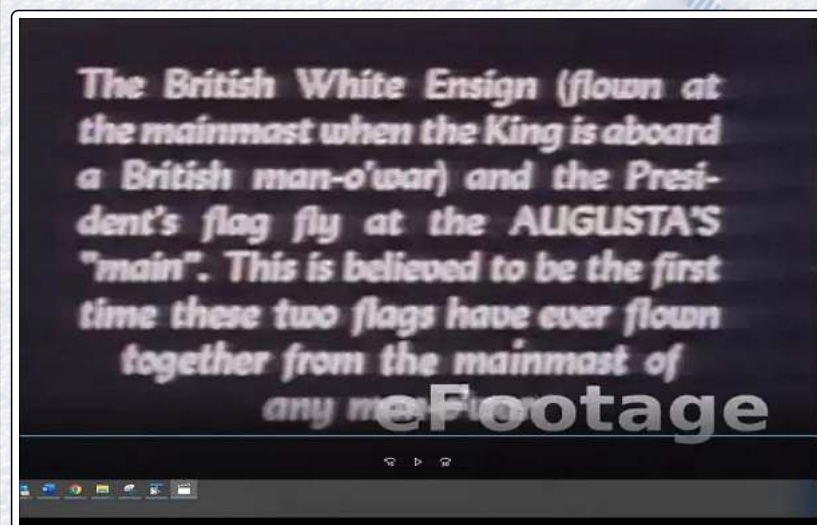 The British White Ensign (flown at
the mainmast when the King is aboard
a British man-o'war) and the Presi-
dent's flag fly at the AUGUSTA'S
"main". This is believed to be the first
time these two flags have ever flown
together from the mainmast of
any
eFootage